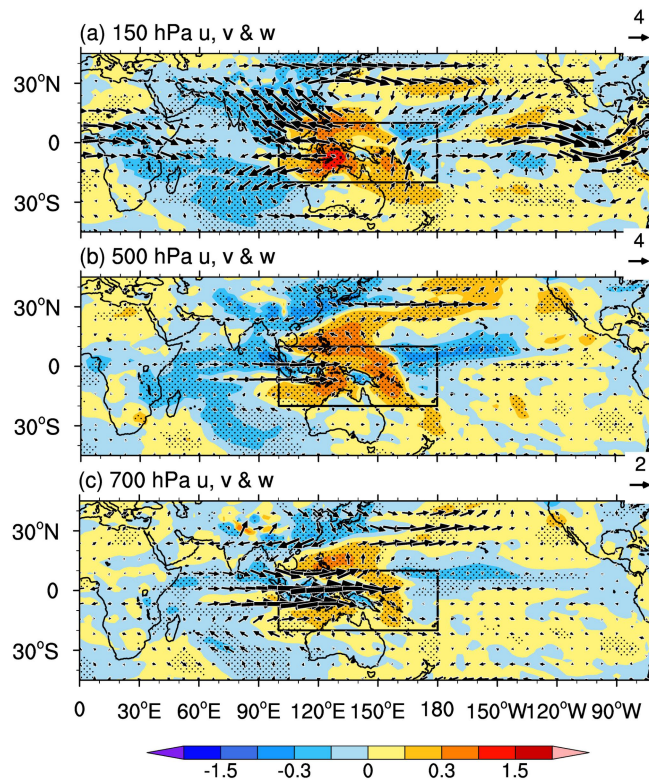 4
(a) 150 hPa u, v & w
30°N
0
30°S
4
(b) 500 hPa u, v & w
30°N
0
30°S
2
(c) 700 hPa u, v & w
30°N
0
30°S
0 30°E 60°E 90°E 120°E 150°E 180 150°W 120°W 90°W
-1.5 -0.3 0 0.3 1.5